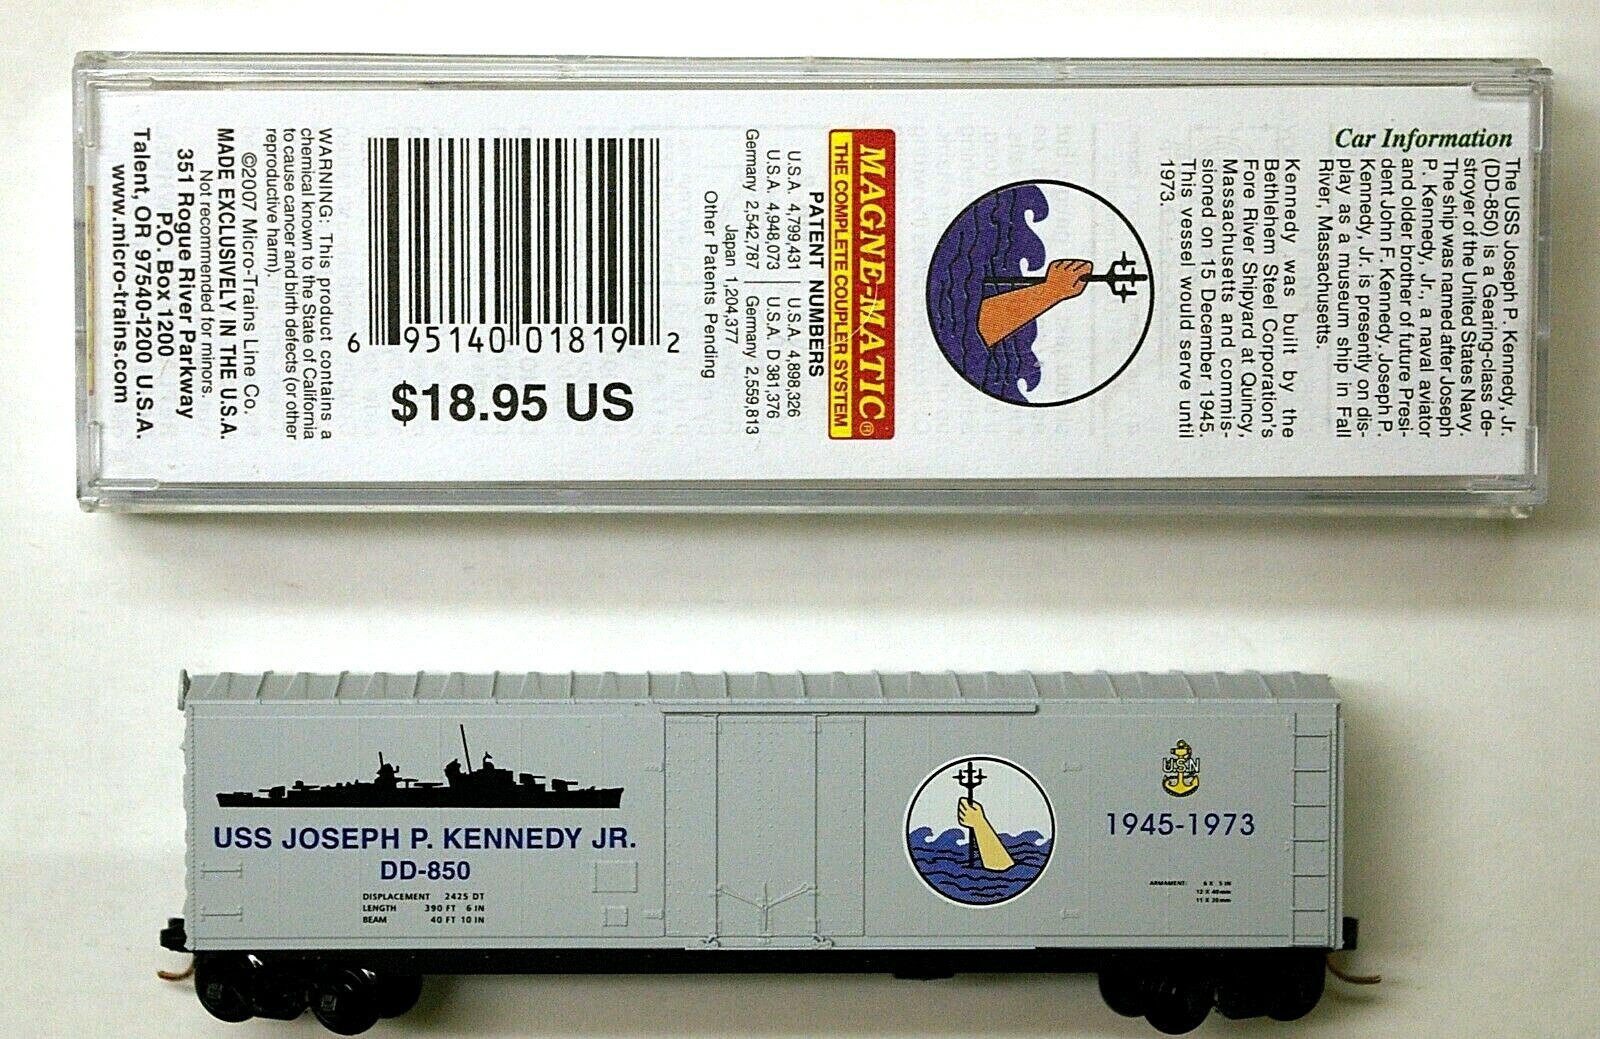 Car Information
The USS Joseph P. Kennedy, Jr.
(DD-850) is a Gearing-class de-
stroyer of the United States Navy.
The ship was named after Joseph
P. Kennedy, Jr., a naval aviator
and older brother of future Presi-
dent John F. Kennedy. Joseph P.
Kennedy, Jr. is presently on dis-
play as a museum ship in Fall
River, Massachusetts.
Kennedy was built by the
Bethlehem Steel Corporation's
Fore River Shipyard at Quincy,
Massachusetts and commis-
sioned on 15 December 1945.
This vessel would serve until
1973.
MAGNE-MATIC®
THE COMPLETE COUPLER SYSTEM
PATENT NUMBERS
U.S.A. 4,799,431 | U.S.A. 4,898,326
U.S.A. 4,948,073 | U.S.A. D 381,376
Germany 2,542,787 | Germany 2,559,813
Japan 1,204,377
Other Patents Pending
6 95140 01819 2
$18.95 US
WARNING: This product contains a
chemical known to the State of California
to cause cancer and birth defects (or other
reproductive harm).
©2007 Micro-Trains Line Co.
MADE EXCLUSIVELY IN THE U.S.A.
Not recommended for minors.
351 Rogue River Parkway
P.O. Box 1200
Talent, OR 97540-1200 U.S.A.
www.micro-trains.com
USS JOSEPH P. KENNEDY JR.
DD-850
DISPLACEMENT 2425 DT
LENGTH 390 FT 6 IN
BEAM 40 FT 10 IN
U.S.N
1945-1973
ARMAMENT: 6 X 5 IN
12 X 40mm
11 X 20mm